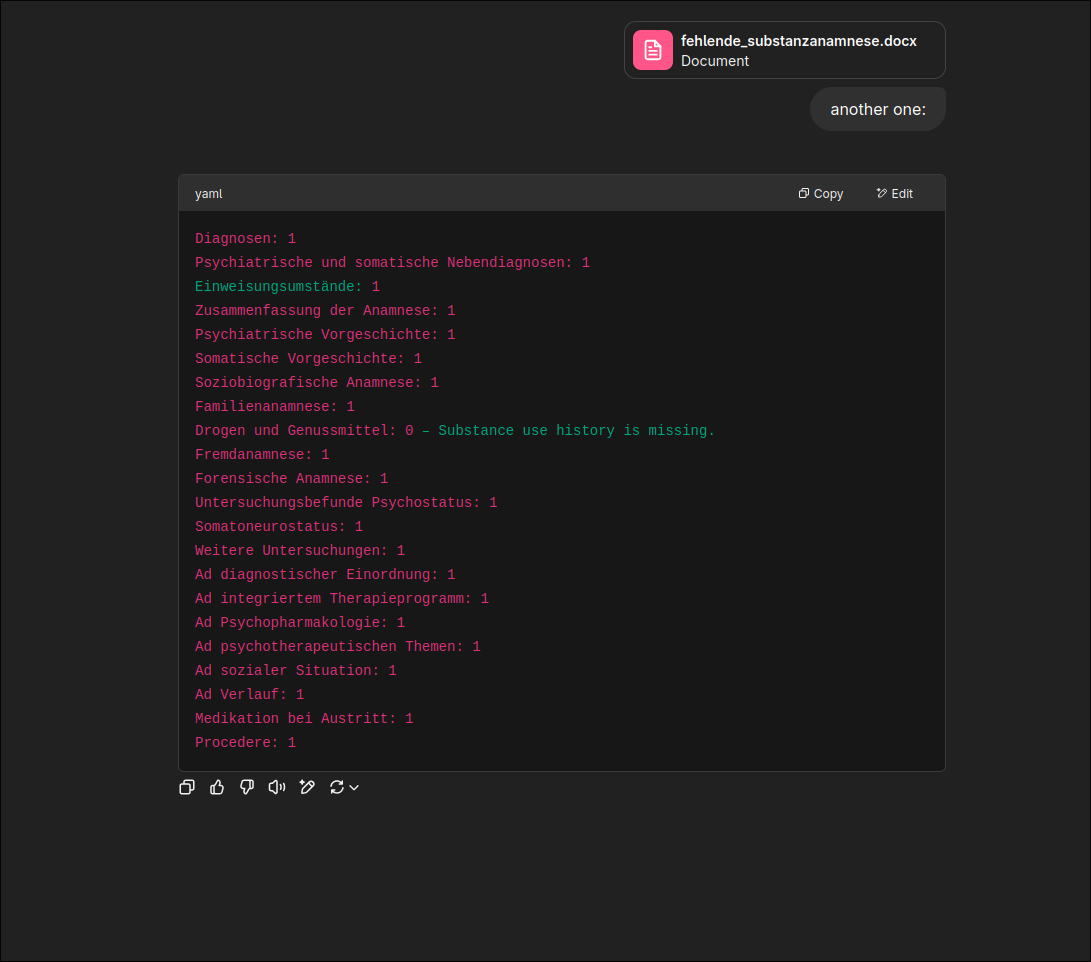 fehlende_substanzanamnese.docx
Document
another one:
yaml
Copy
Edit
Diagnosen: 1
Psychiatrische und somatische Nebendiagnosen: 1
Einweisungsumstände: 1
Zusammenfassung der Anamnese: 1
Psychiatrische Vorgeschichte: 1
Somatische Vorgeschichte: 1
Soziobiografische Anamnese: 1
Familienanamnese: 1
Drogen und Genussmittel: 0 – Substance use history is missing.
Fremdanamnese: 1
Forensische Anamnese: 1
Untersuchungsbefunde Psychostatus: 1
Somatoneurostatus: 1
Weitere Untersuchungen: 1
Ad diagnostischer Einordnung: 1
Ad integriertem Therapieprogramm: 1
Ad Psychopharmakologie: 1
Ad psychotherapeutischen Themen: 1
Ad sozialer Situation: 1
Ad Verlauf: 1
Medikation bei Austritt: 1
Procedere: 1